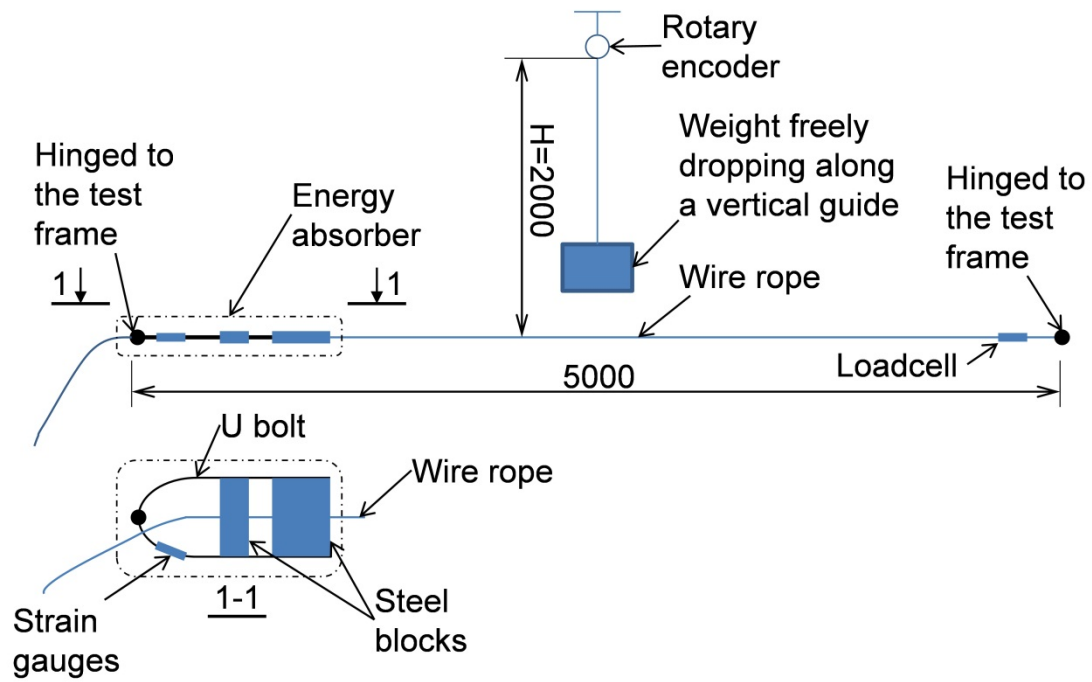 Rotary
encoder
H=2000
Weight freely
dropping along
a vertical guide
Hinged to
the test
frame
Energy
absorber
Hinged to
the test
frame
1
1
Wire rope
Loadcell
5000
U bolt
Wire rope
1-1
Strain
gauges
Steel
blocks